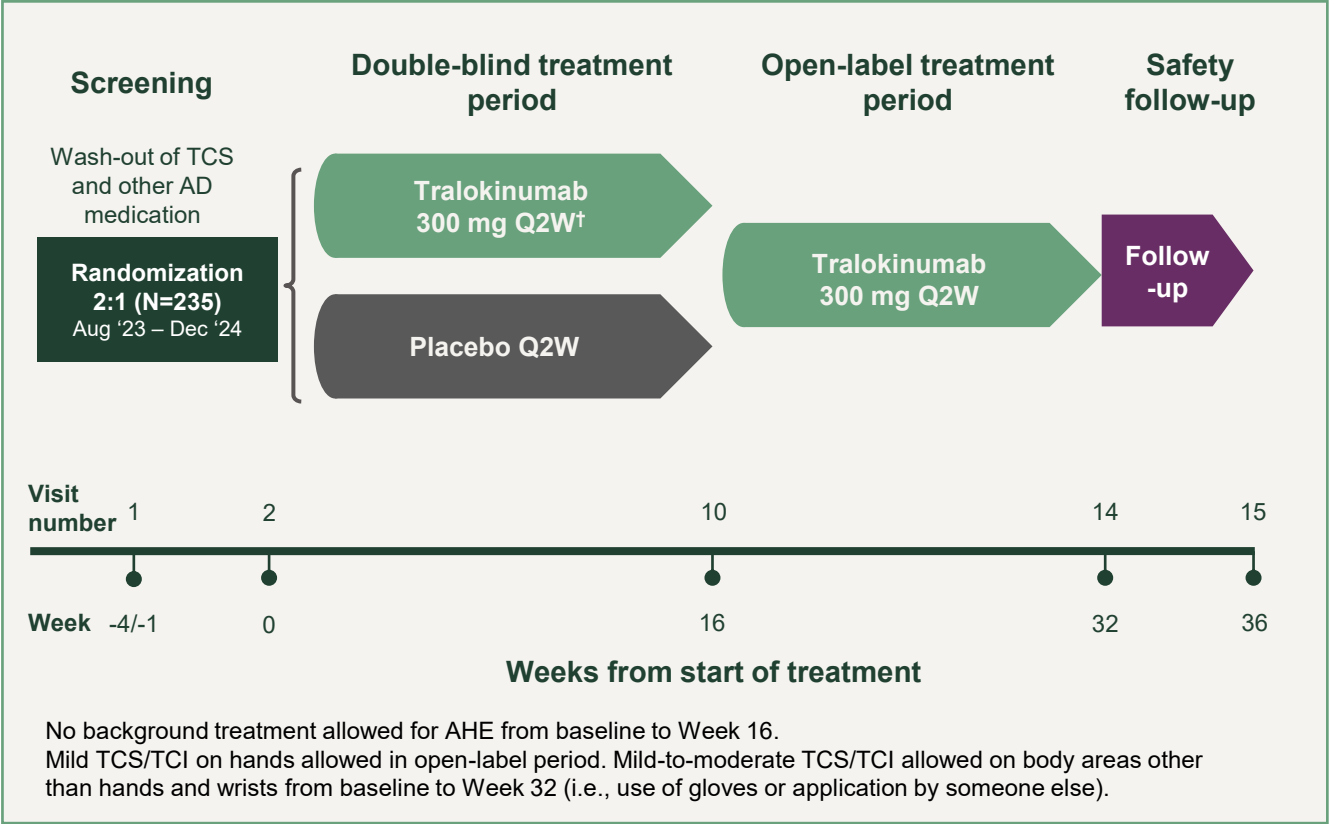 Screening
Double-blind treatment
period
Open-label treatment
period
Safety
follow-up
Wash-out of TCS
and other AD
medication
Randomization
2:1 (N=235)
Aug ‘23 – Dec ‘24
Tralokinumab
300 mg Q2W†
Placebo Q2W
Tralokinumab
300 mg Q2W
Follow
-up
Visit
number 1 2 10 14 15
Week -4/-1 0 16 32 36
Weeks from start of treatment
No background treatment allowed for AHE from baseline to Week 16.
Mild TCS/TCI on hands allowed in open-label period. Mild-to-moderate TCS/TCI allowed on body areas other
than hands and wrists from baseline to Week 32 (i.e., use of gloves or application by someone else).